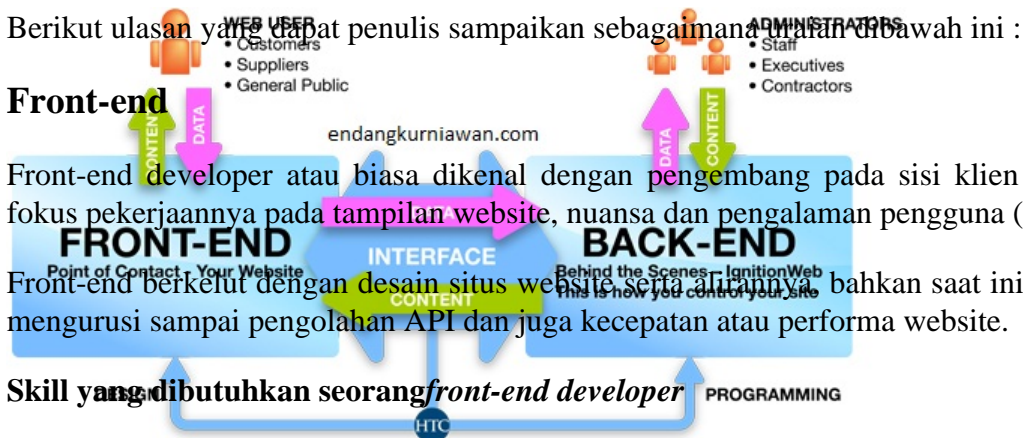 Berikut ulasan yang dapat penulis sampaikan sebagaimana uraian dibawah ini :
WEB USER
• Customers
• Suppliers
• General Public
ADMINISTRATORS
• Staff
• Executives
• Contractors
Front-end
CONTENT
DATA
endangkurniawan.com
DATA
CONTENT
Front-end developer atau biasa dikenal dengan pengembang pada sisi klien
fokus pekerjaannya pada tampilan website, nuansa dan pengalaman pengguna (
DATA
FRONT-END
Point of Contact - Your Website
INTERFACE
BACK-END
Behind the Scenes - IgnitionWeb
This is how you control your site
Front-end berkelut dengan desain situs website serta alirannya, bahkan saat ini
CONTENT
mengurusi sampai pengolahan API dan juga kecepatan atau performa website.
Skill yang dibutuhkan seorangfront-end developer
DESIGN
PROGRAMMING
HTC